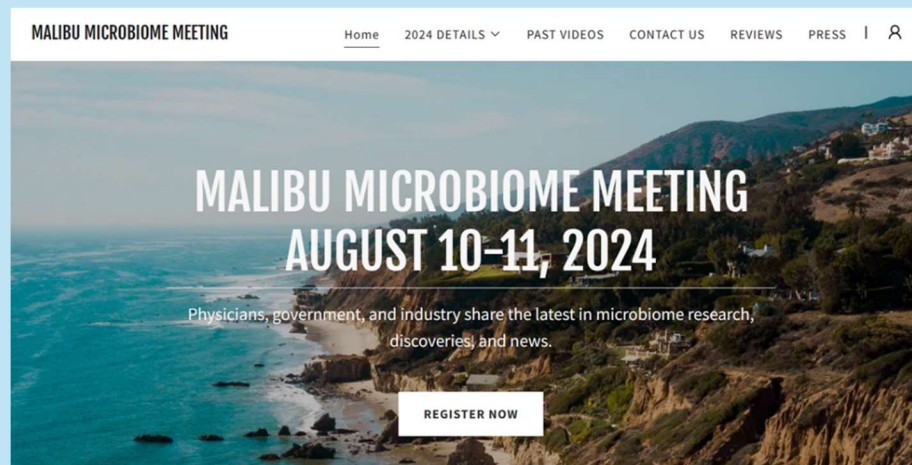 MALIBU MICROBIOME MEETING
Home
2024 DETAILS
PAST VIDEOS
CONTACT US
REVIEWS
PRESS
MALIBU MICROBIOME MEETING
AUGUST 10-11, 2024
Physicians, government, and industry share the latest in microbiome research,
discoveries, and news.
REGISTER NOW